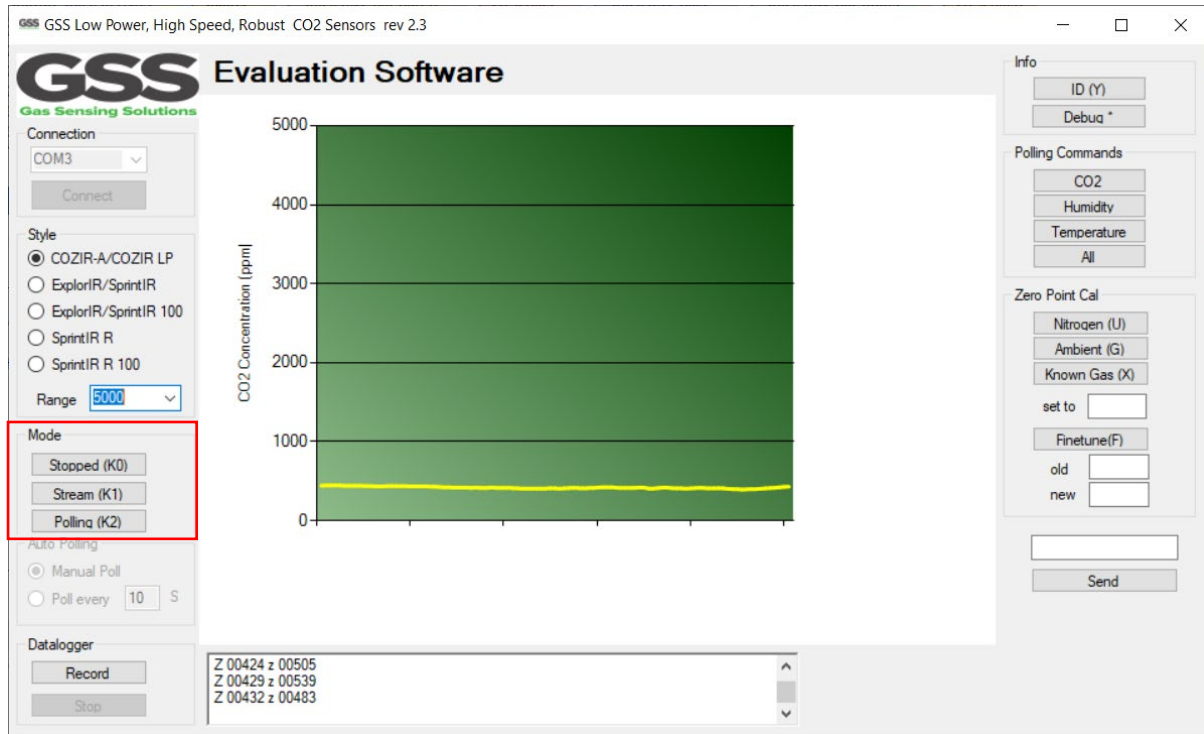 GSS GSS Low Power, High Speed, Robust CO2 Sensors rev 2.3
GSS
Gas Sensing Solutions
Evaluation Software
Connection
COM3
Connect
Style
COZIR-A/COZIR LP
ExplorIR/SprintIR
ExplorIR/SprintIR 100
SprintIR R
SprintIR R 100
Range 5000
Mode
Stopped (K0)
Stream (K1)
Polling (K2)
Auto Polling
Manual Poll
Poll every 10 S
Datalogger
Record
Stop
CO2 Concentration [ppm]
5000
4000
3000
2000
1000
0
Z 00424 z 00505
Z 00429 z 00539
Z 00432 z 00483
Info
ID (Y)
Debug *
Polling Commands
CO2
Humidity
Temperature
All
Zero Point Cal
Nitrogen (U)
Ambient (G)
Known Gas (X)
set to
Finetune(F)
old
new
Send